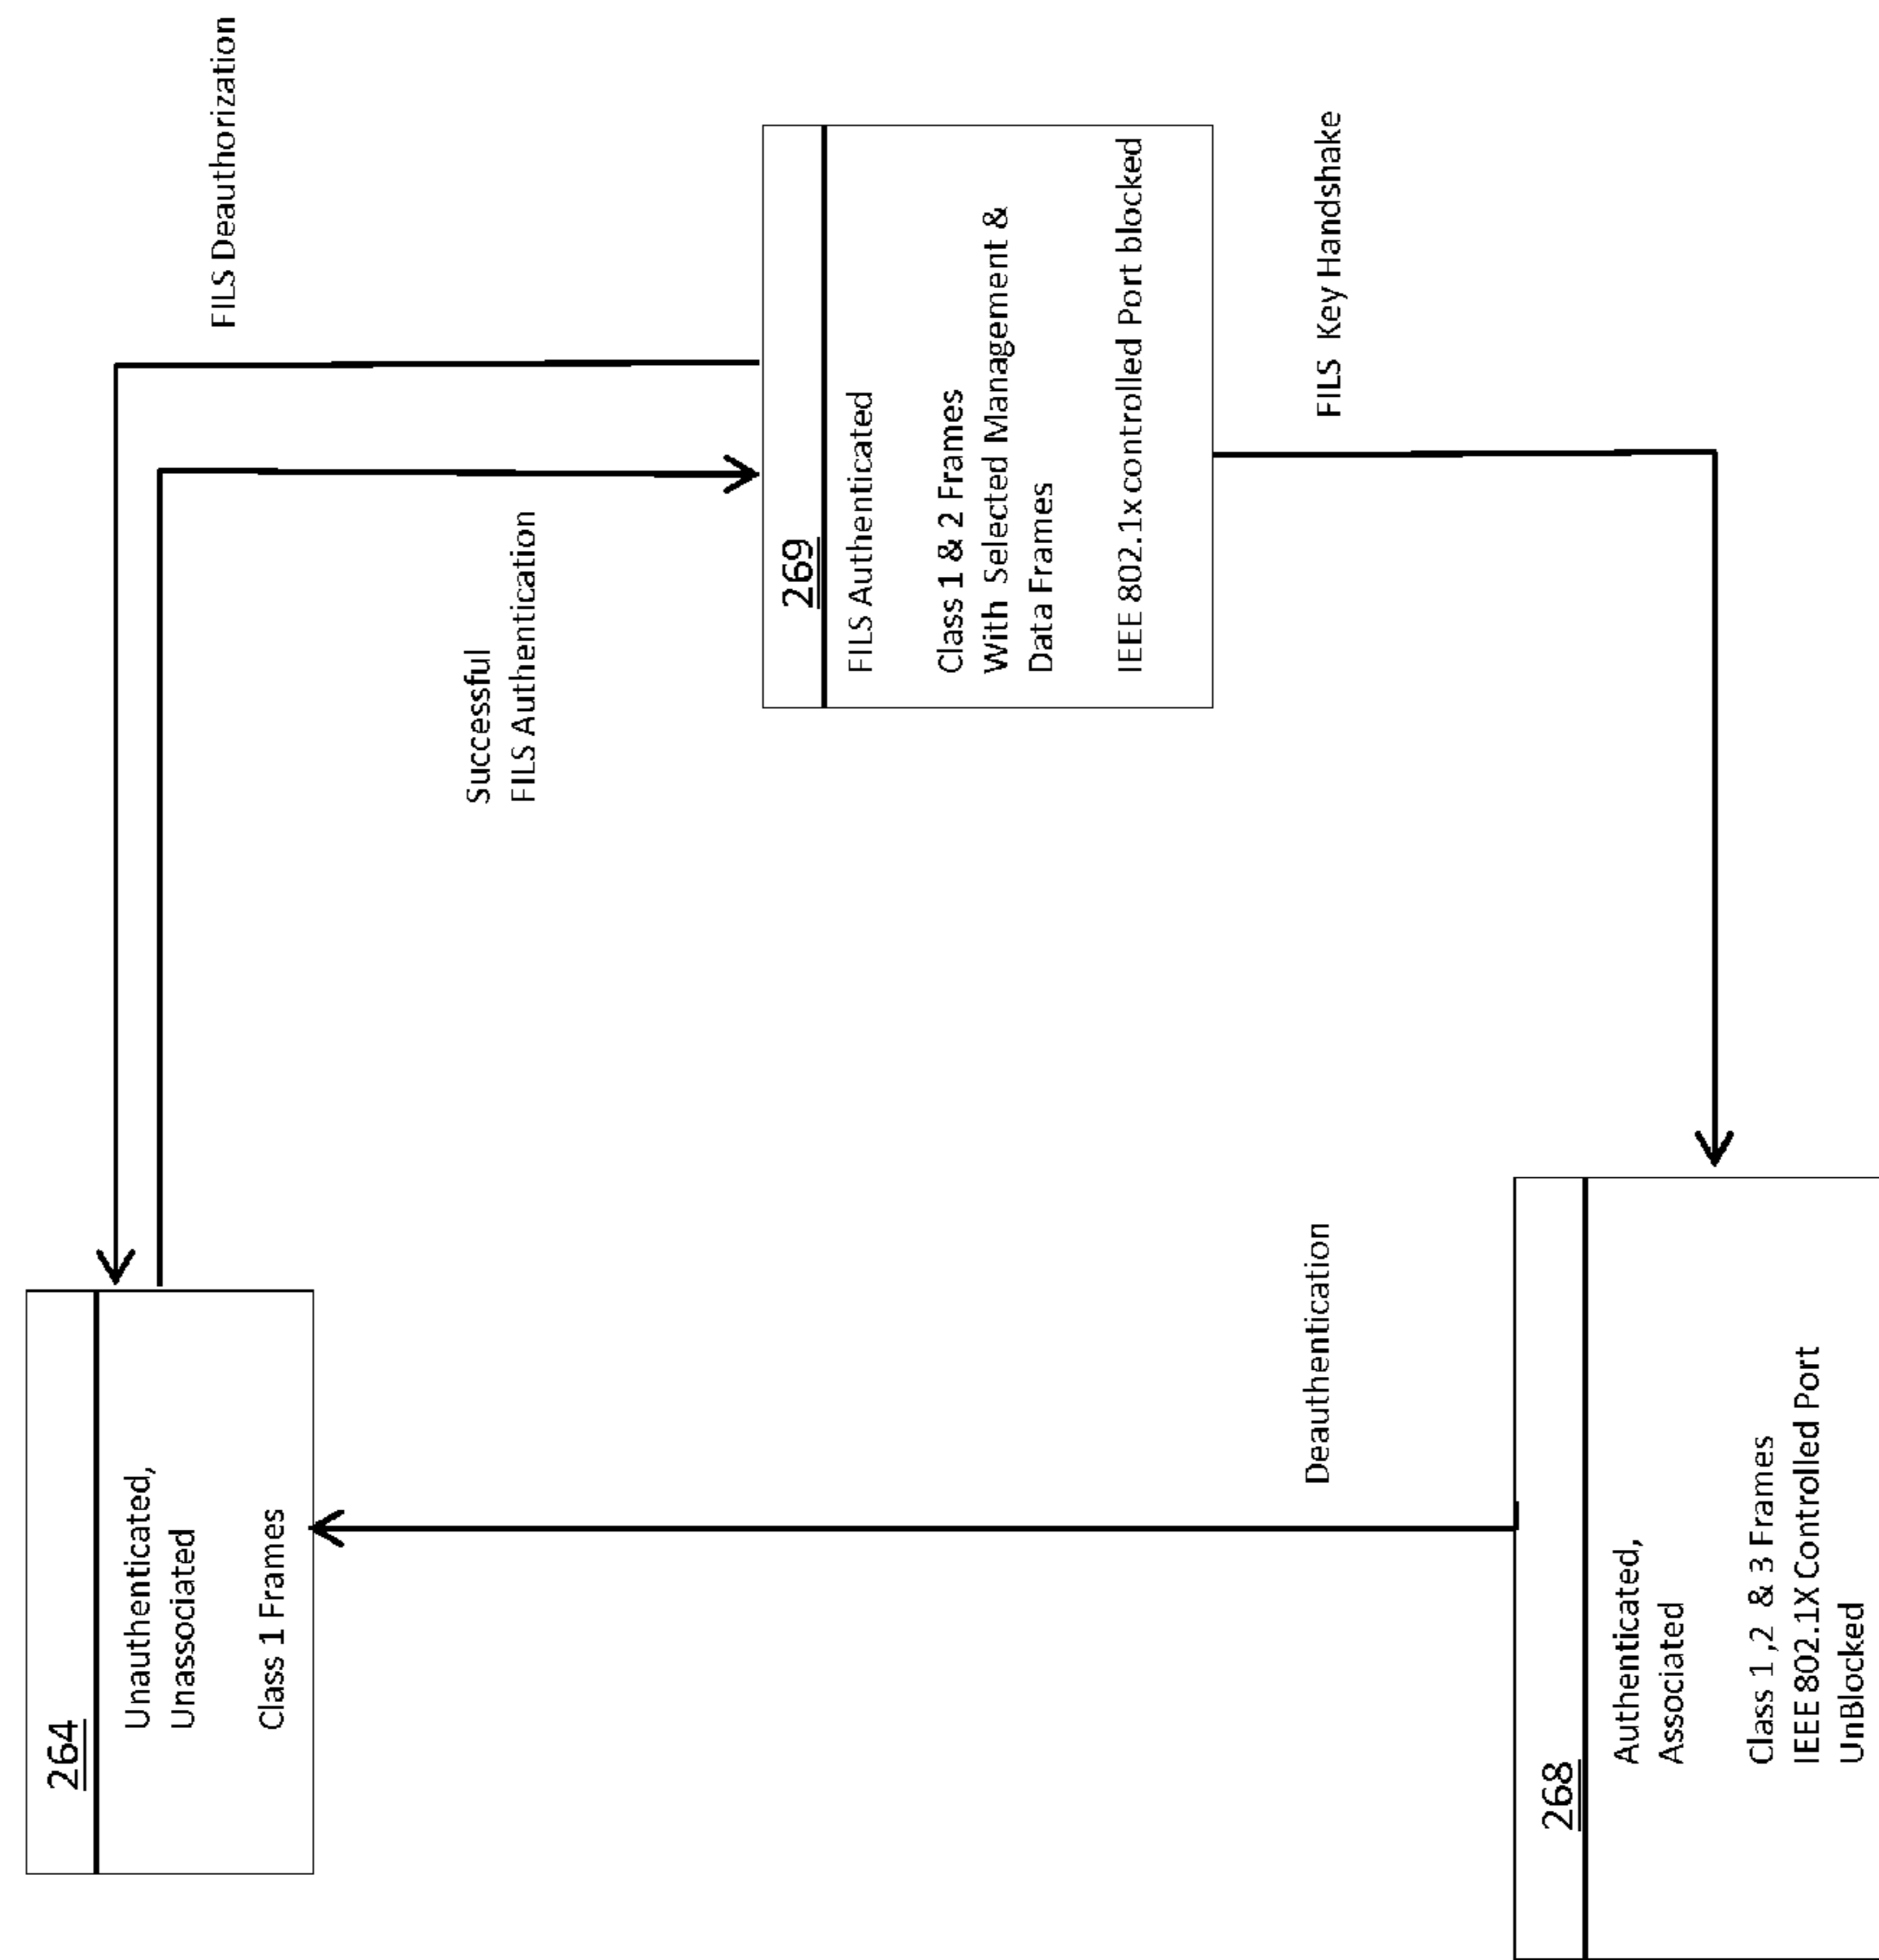 264
Unauthenticated,
Unassociated
Class 1 Frames
FILS Deauthorization
Successful
FILS Authentication
269
FILS Authenticated
Class 1 & 2 Frames
With Selected Management &
Data Frames
IEEE 802.1x controlled Port blocked
FILS Key Handshake
Deauthentication
268
Authenticated,
Associated
Class 1 ,2 & 3 Frames
IEEE 802.1X Controlled Port
UnBlocked